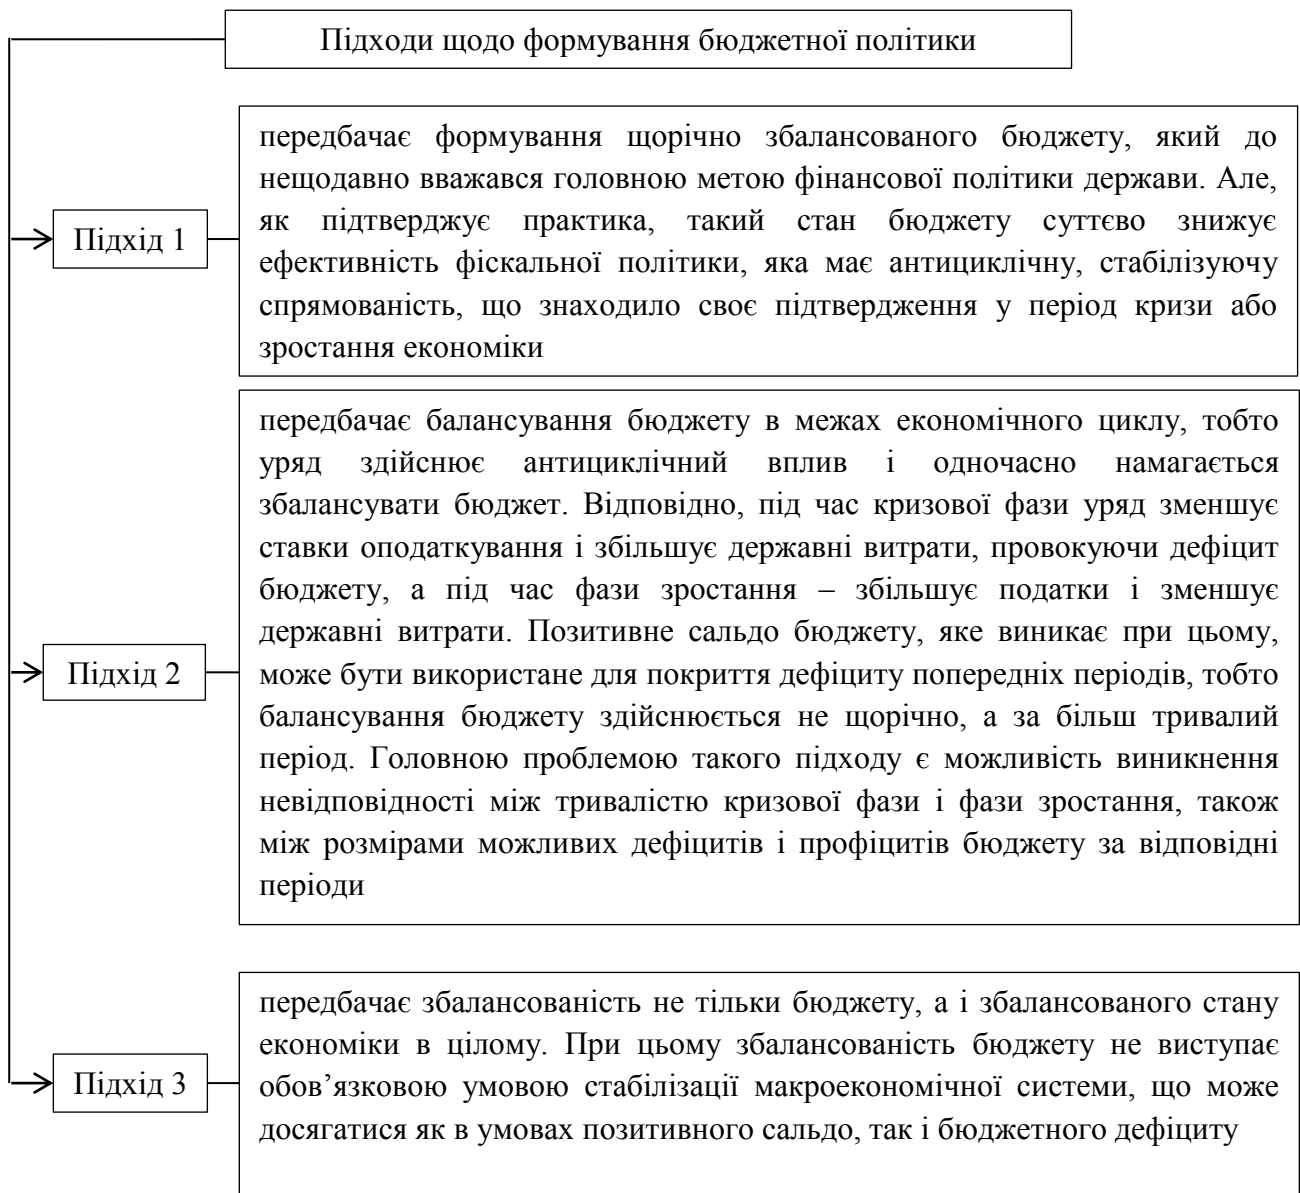 Підходи щодо формування бюджетної політики
Підхід 1
передбачає формування щорічно збалансованого бюджету, який до
нещодавно вважався головною метою фінансової політики держави. Але,
як підтверджує практика, такий стан бюджету суттєво знижує
ефективність фіскальної політики, яка має антициклічну, стабілізуючу
спрямованість, що знаходило своє підтвердження у період кризи або
зростання економіки
Підхід 2
передбачає балансування бюджету в межах економічного циклу, тобто
уряд здійснює антициклічний вплив і одночасно намагається
збалансувати бюджет. Відповідно, під час кризової фази уряд зменшує
ставки оподаткування і збільшує державні витрати, провокуючи дефіцит
бюджету, а під час фази зростання – збільшує податки і зменшує
державні витрати. Позитивне сальдо бюджету, яке виникає при цьому,
може бути використане для покриття дефіциту попередніх періодів, тобто
балансування бюджету здійснюється не щорічно, а за більш тривалий
період. Головною проблемою такого підходу є можливість виникнення
невідповідності між тривалістю кризової фази і фази зростання, також
між розмірами можливих дефіцитів і профіцитів бюджету за відповідні
періоди
Підхід 3
передбачає збалансованість не тільки бюджету, а і збалансованого стану
економіки в цілому. При цьому збалансованість бюджету не виступає
обов’язковою умовою стабілізації макроекономічної системи, що може
досягатися як в умовах позитивного сальдо, так і бюджетного дефіциту